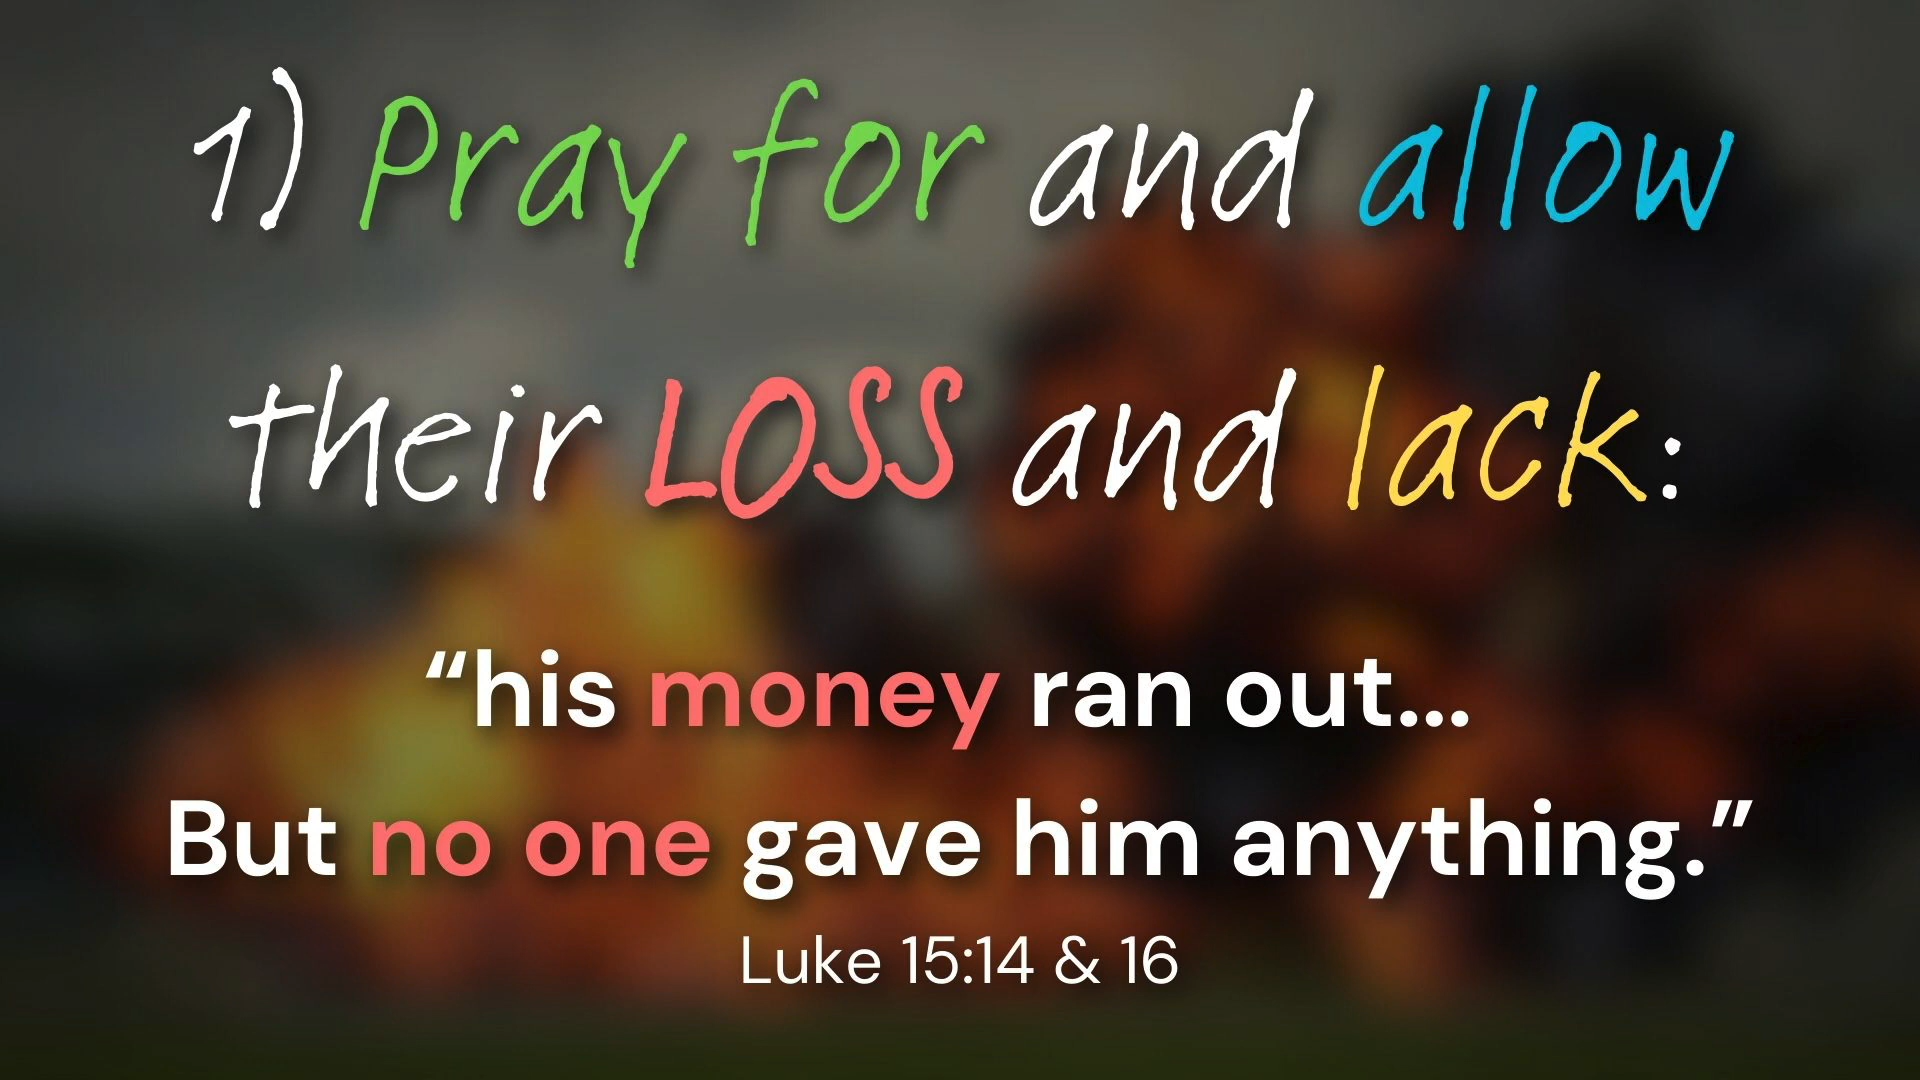 1) Pray for and allow
their LOSS and lack:
“his money ran out...
But no one gave him anything.”
Luke 15:14 & 16